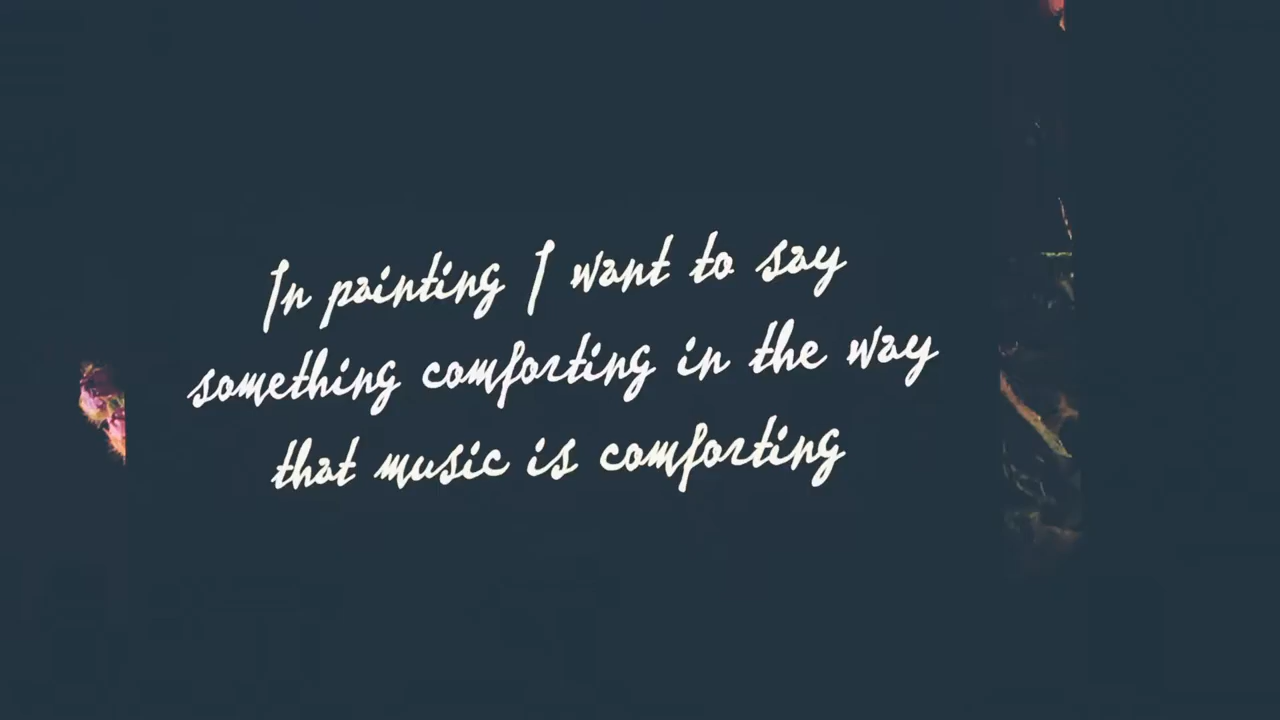 In painting I want to say
something comforting in the way
that music is comforting